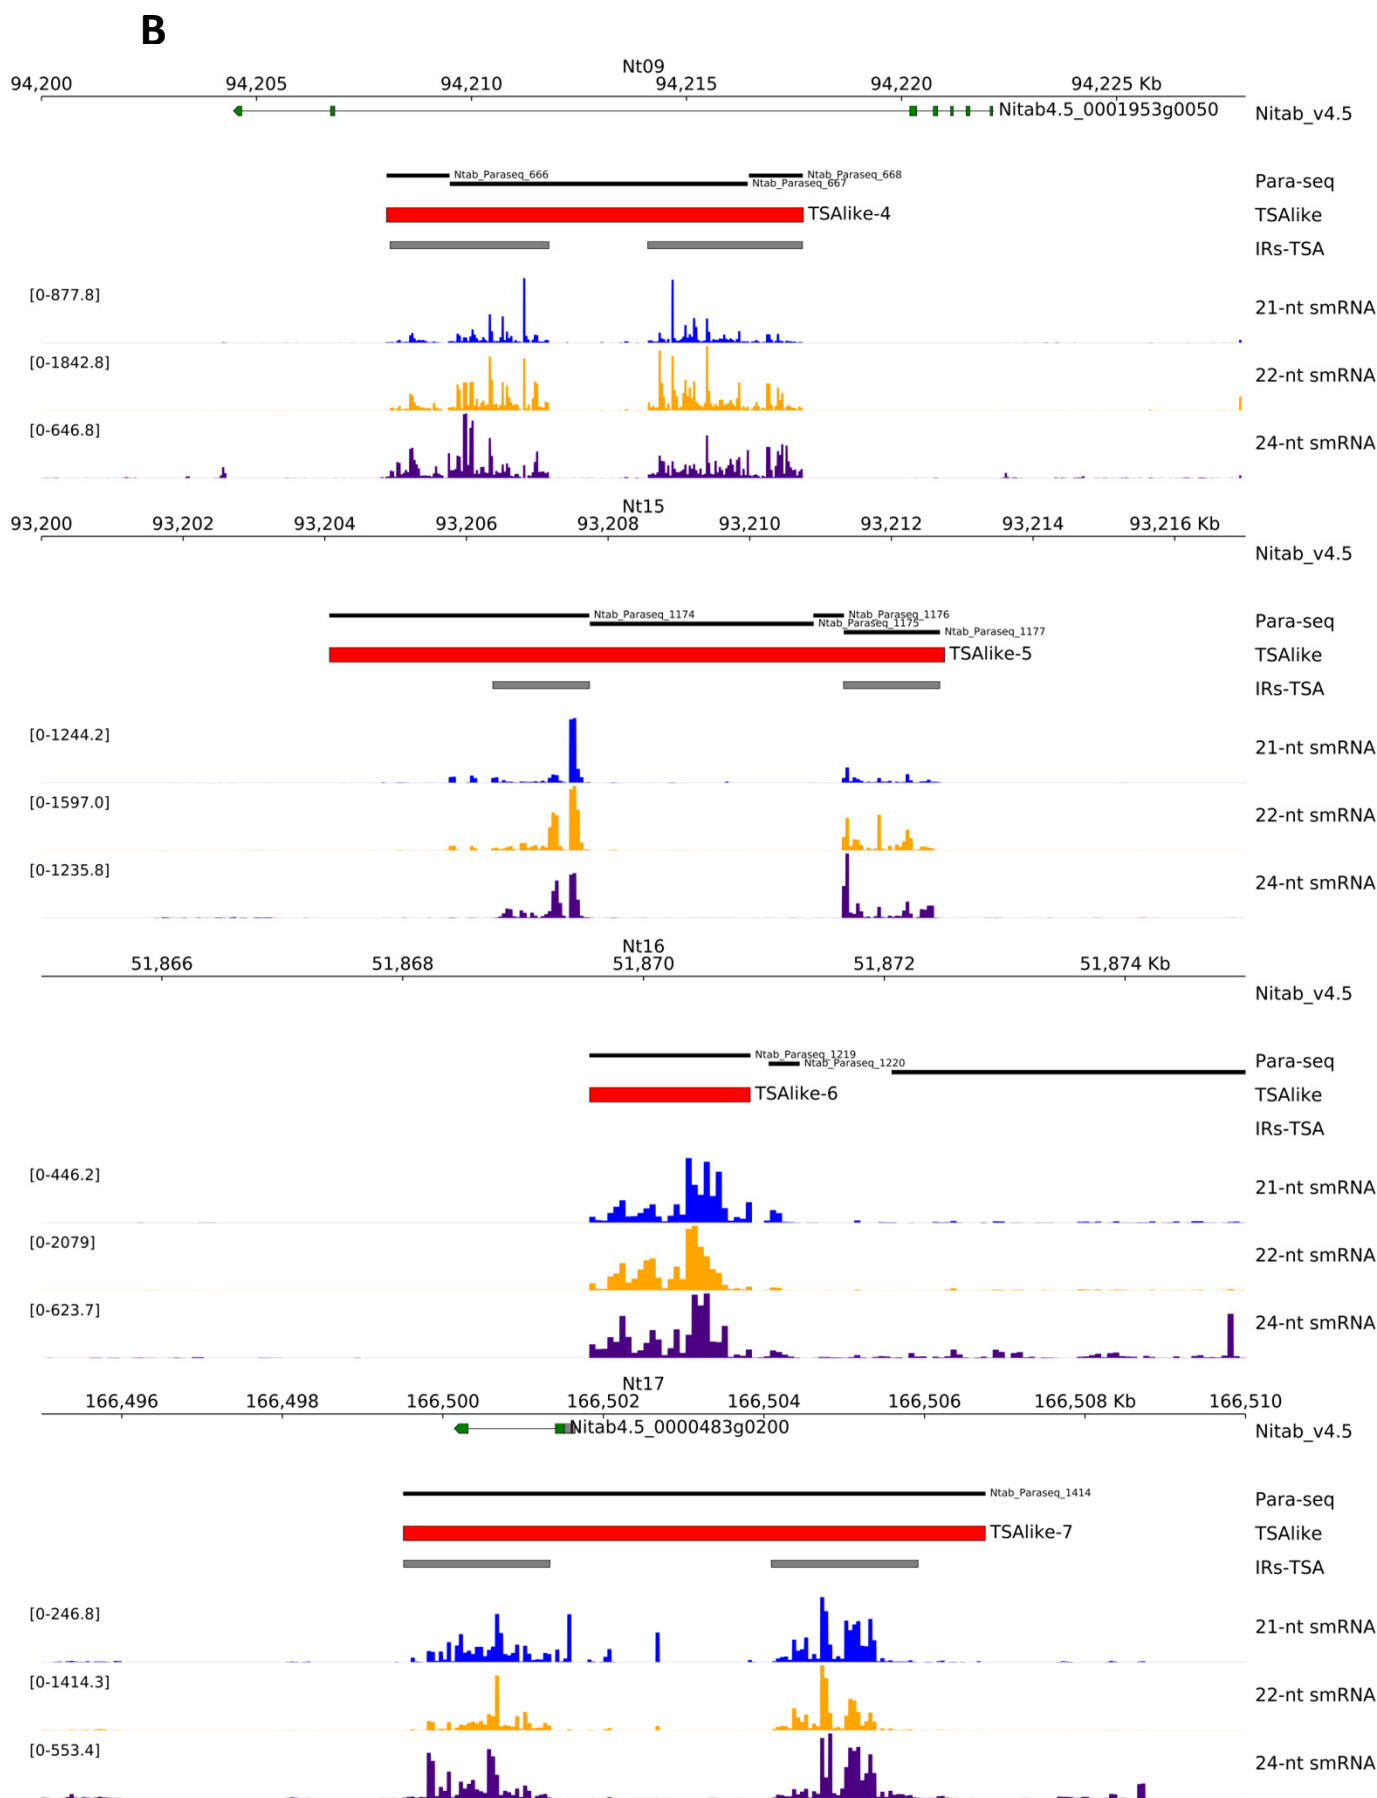 B
Nt09
94,200 94,205 94,210 94,215 94,220 94,225 Kb
Nitab4.5_0001953g0050 Nitab_v4.5
Ntab_Paraseq_666 Ntab_Paraseq_668
Ntab_Paraseq_667 Para-seq
TSAlike-4 TSAlike
IRs-TSA
[0-877.8] 21-nt smRNA
[0-1842.8] 22-nt smRNA
[0-646.8] 24-nt smRNA
Nt15
93,200 93,202 93,204 93,206 93,208 93,210 93,212 93,214 93,216 Kb
Nitab_v4.5
Ntab_Paraseq_1174 Ntab_Paraseq_1176
Ntab_Paraseq_1175 Para-seq
Ntab_Paraseq_1177
TSAlike-5 TSAlike
IRs-TSA
[0-1244.2] 21-nt smRNA
[0-1597.0] 22-nt smRNA
[0-1235.8] 24-nt smRNA
Nt16
51,866 51,868 51,870 51,872 51,874 Kb
Nitab_v4.5
Ntab_Paraseq_1219
Ntab_Paraseq_1220 Para-seq
TSAlike-6 TSAlike
IRs-TSA
[0-446.2] 21-nt smRNA
[0-2079] 22-nt smRNA
[0-623.7] 24-nt smRNA
Nt17
166,496 166,498 166,500 166,502 166,504 166,506 166,508 Kb 166,510
Nitab4.5_0000483g0200 Nitab_v4.5
Ntab_Paraseq_1414 Para-seq
TSAlike-7 TSAlike
IRs-TSA
[0-246.8] 21-nt smRNA
[0-1414.3] 22-nt smRNA
[0-553.4] 24-nt smRNA